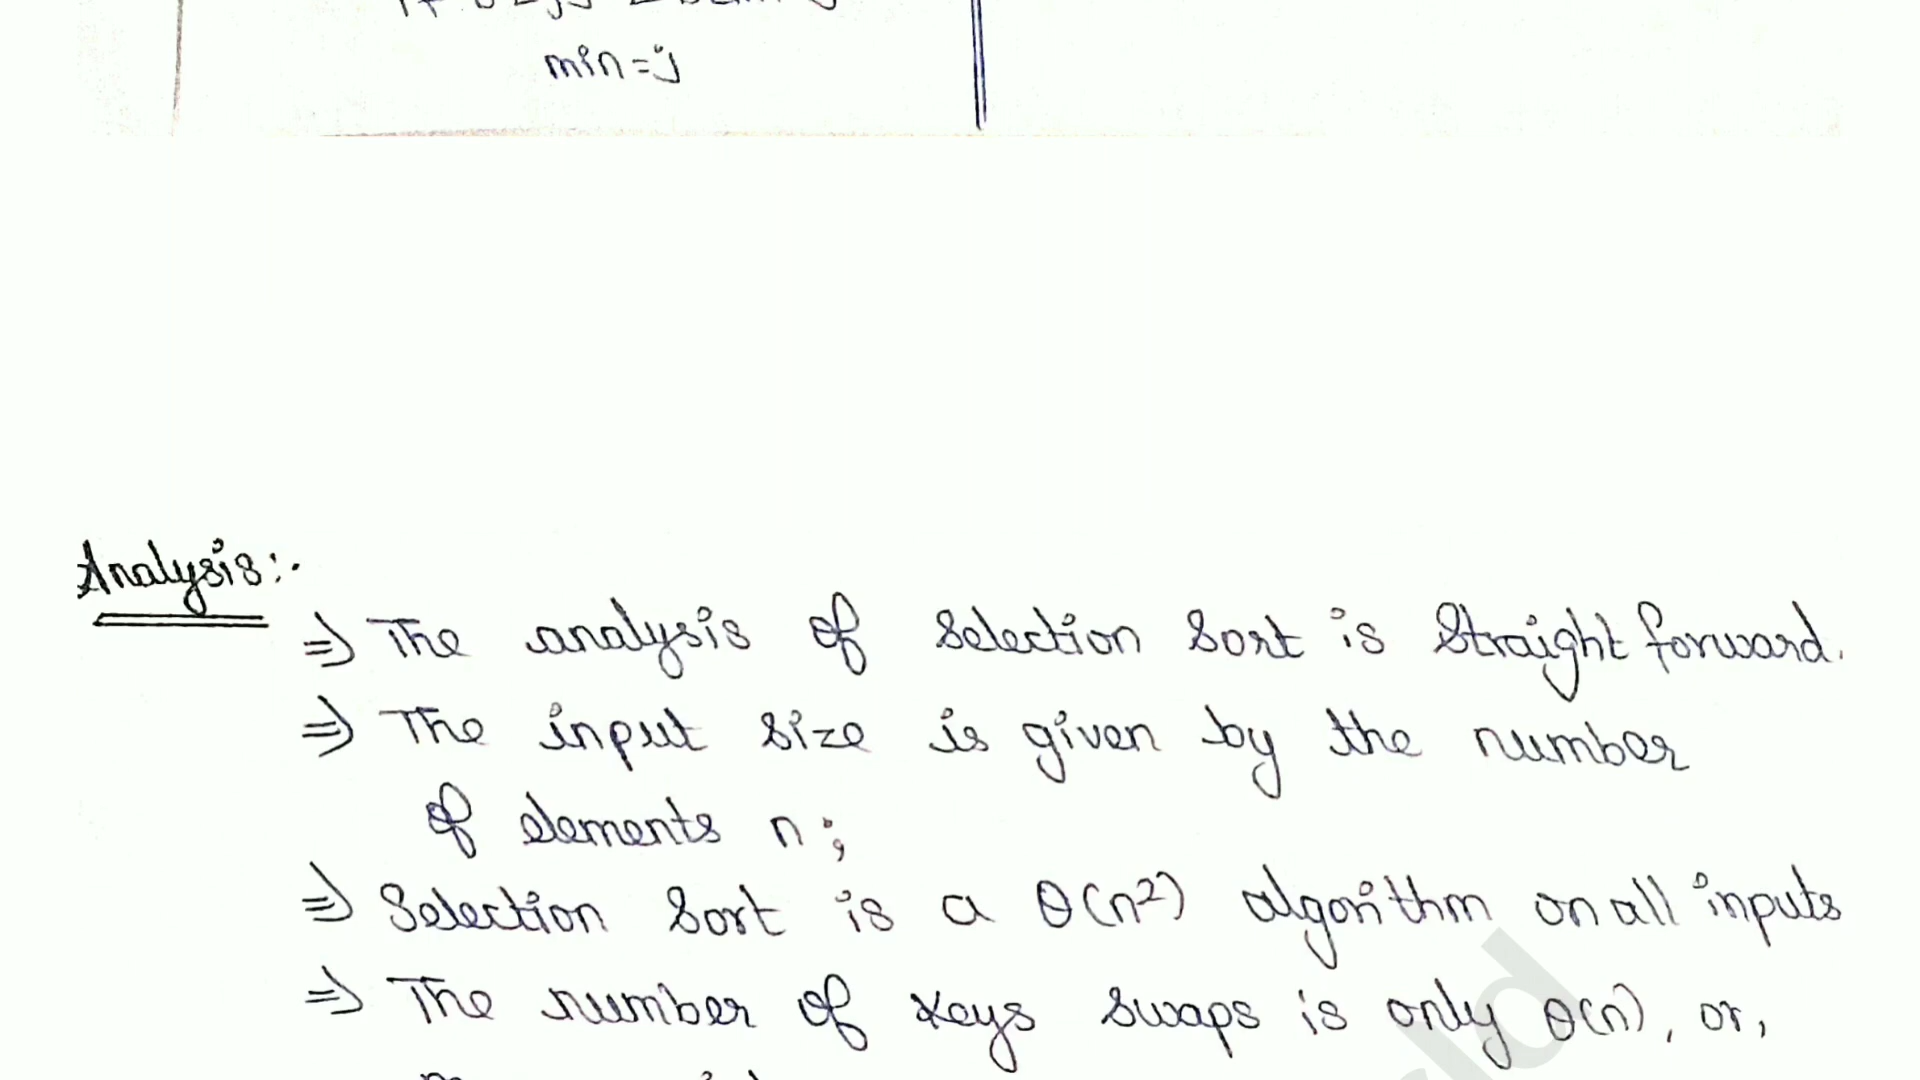 min=j
Analysis:-
⇒ The analysis of Selection Sort is Straight forward.
⇒ The input size is given by the number
of elements n;
⇒ Selection Sort is a θ(n²) algorithm on all inputs
⇒ The number of keys swaps is only θ(n), or,